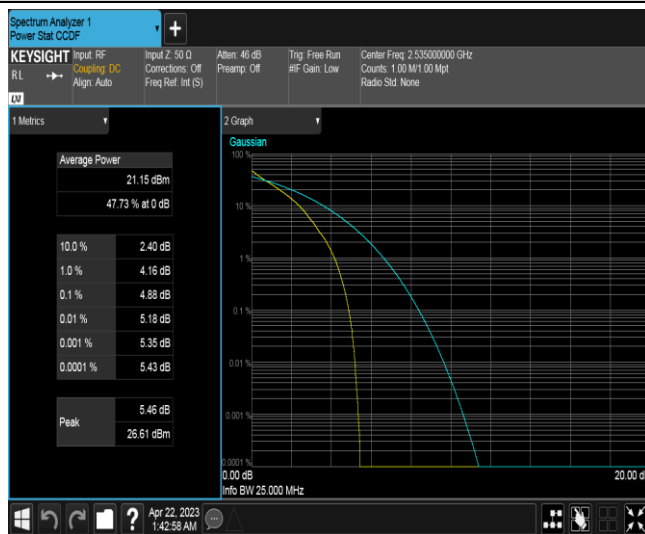 Spectrum Analyzer 1
Power Stat CCDF
+
KEYSIGHT
RL
LXI
Input: RF
Coupling: DC
Align: Auto
Input Z: 50 Ω
Corrections: Off
Freq Ref: Int (S)
Atten: 46 dB
Preamp: Off
Trig: Free Run
#IF Gain: Low
Center Freq: 2.535000000 GHz
Counts: 1.00 M/1.00 Mpt
Radio Std: None
1 Metrics
Average Power
21.15 dBm
47.73 % at 0 dB
10.0 % 2.40 dB
1.0 % 4.16 dB
0.1 % 4.88 dB
0.01 % 5.18 dB
0.001 % 5.35 dB
0.0001 % 5.43 dB
Peak
5.46 dB
26.61 dBm
2 Graph
Gaussian
100 %
10 %
1 %
0.1 %
0.01 %
0.001 %
0.0001 %
0.00 dB
20.00 d
Info BW 25.000 MHz
?
Apr 22, 2023
1:42:58 AM